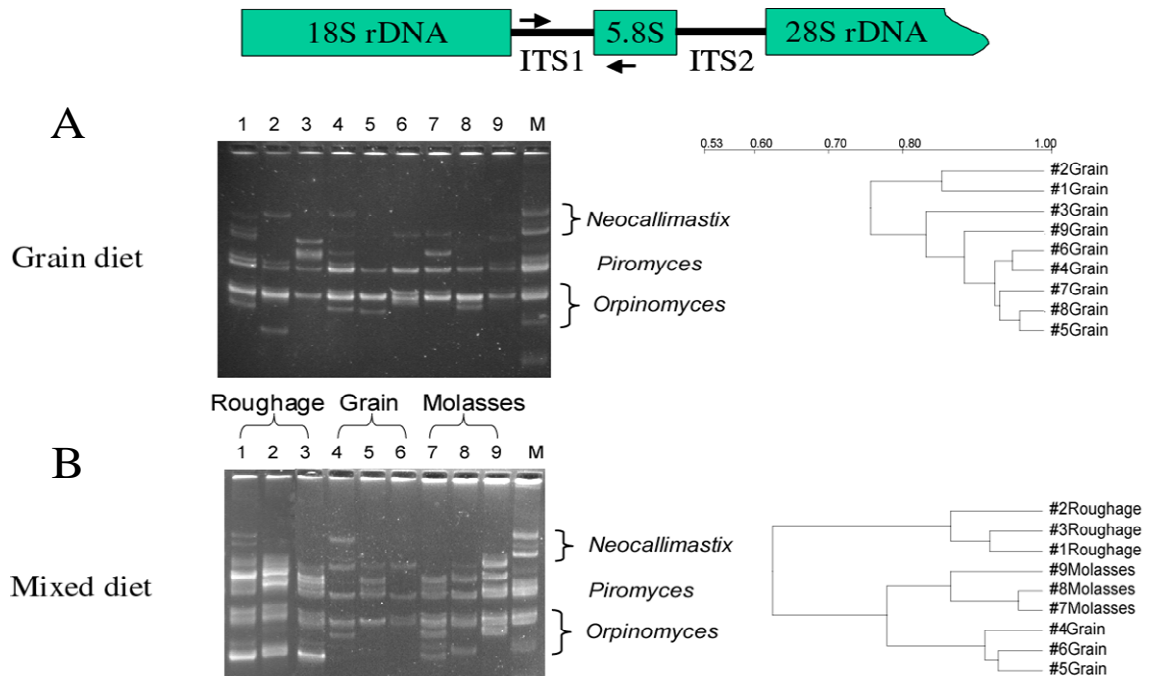 18S rDNA 5.8S 28S rDNA
ITS1 ITS2
A
1 2 3 4 5 6 7 8 9 M
0.53 0.60 0.70 0.80 1.00
Grain diet
Neocallimastix
Piromyces
Orpinomyces
#2Grain
#1Grain
#3Grain
#9Grain
#6Grain
#4Grain
#7Grain
#8Grain
#5Grain
Roughage Grain Molasses
B
1 2 3 4 5 6 7 8 9 M
Mixed diet
Neocallimastix
Piromyces
Orpinomyces
#2Roughage
#3Roughage
#1Roughage
#9Molasses
#8Molasses
#7Molasses
#4Grain
#6Grain
#5Grain